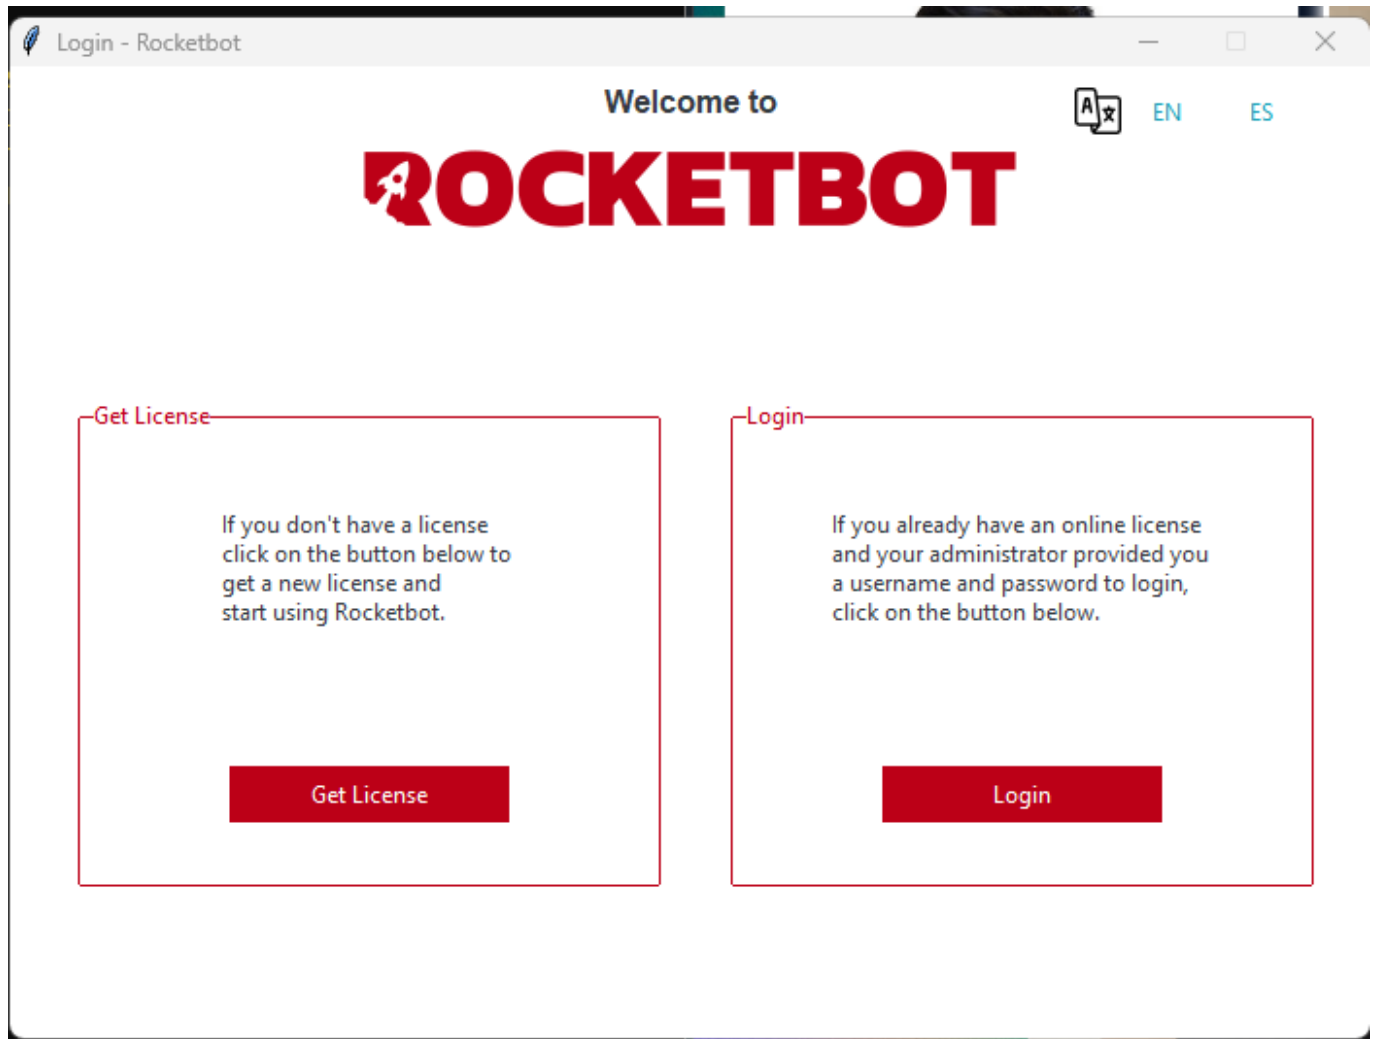 Login - Rocketbot
Welcome to
EN
ES
ROCKETBOT
Get License
If you don't have a license
click on the button below to
get a new license and
start using Rocketbot.
Get License
Login
If you already have an online license
and your administrator provided you
a username and password to login,
click on the button below.
Login